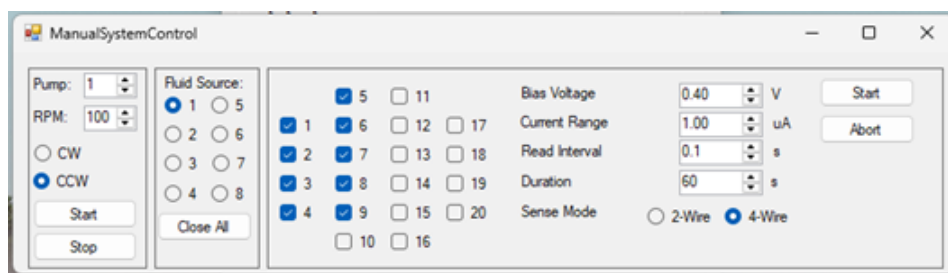 ManualSystemControl
Pump: 1
RPM: 100
CW
CCW
Start
Stop
Fluid Source:
1 5
2 6
3 7
4 8
Close All
5 11
1 6 12 17
2 7 13 18
3 8 14 19
4 9 15 20
10 16
Bias Voltage 0.40 V
Current Range 1.00 uA
Read Interval 0.1 s
Duration 60 s
Sense Mode 2-Wire 4-Wire
Start
Abort